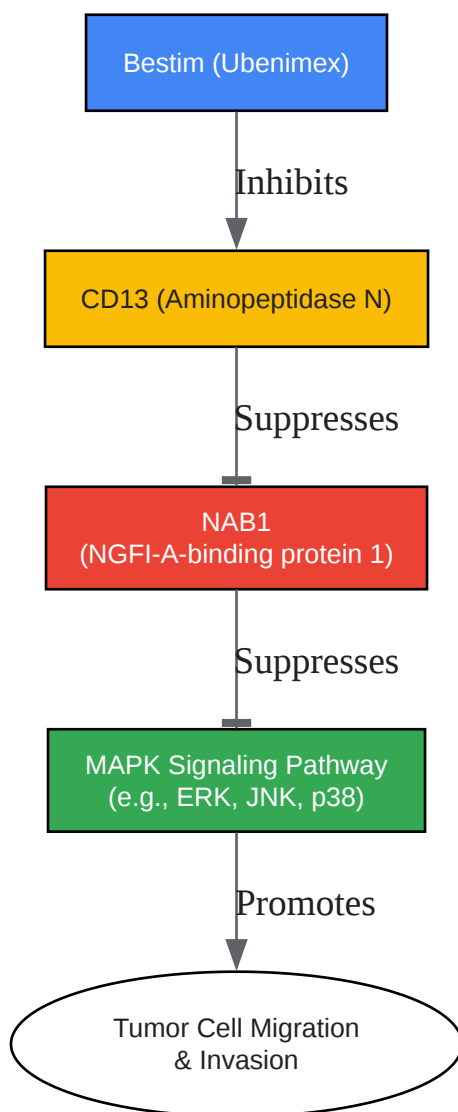 Bestim (Ubenimex)
Inhibits
CD13 (Aminopeptidase N)
Suppresses
NAB1
(NGFI-A-binding protein 1)
Suppresses
MAPK Signaling Pathway
(e.g., ERK, JNK, p38)
Promotes
Tumor Cell Migration
& Invasion